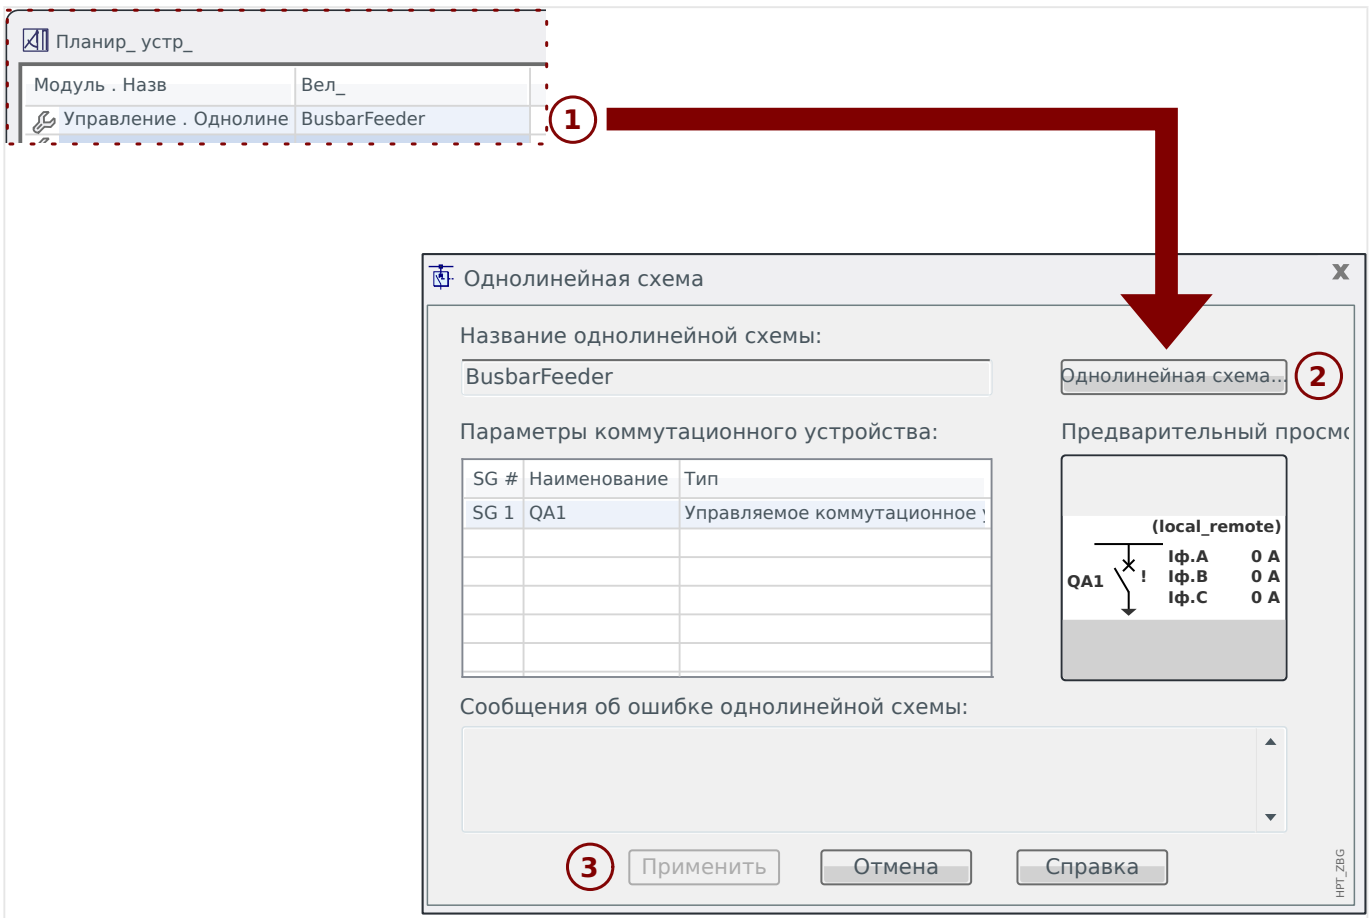 Планир_ устр_
Модуль . Назв Вел_
Управление . Однолине BusbarFeeder
1
Однолинейная схема
x
Название однолинейной схемы:
BusbarFeeder
Однолинейная схема...
2
Параметры коммутационного устройства:
Предварительный просмо
SG # Наименование Тип
SG 1 QA1 Управляемое коммутационное
(local_remote)
Iф.A 0 A
QA1 ! Iф.B 0 A
Iф.C 0 A
Сообщения об ошибке однолинейной схемы:
3
Применить Отмена Справка
HPT_ZBG